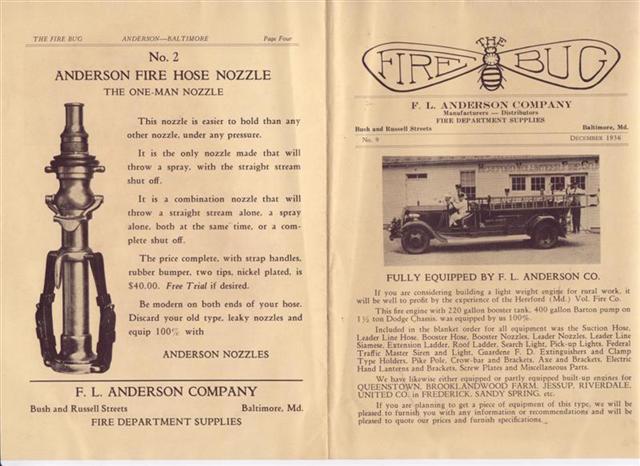 THE FIRE BUG ANDERSON—BALTIMORE Page Four
No. 2
ANDERSON FIRE HOSE NOZZLE
THE ONE-MAN NOZZLE
This nozzle is easier to hold than any
other nozzle, under any pressure.
It is the only nozzle made that will
throw a spray, with the straight stream
shut off.
It is a combination nozzle that will
throw a straight stream alone, a spray
alone, both at the same time, or a com-
plete shut off.
The price complete, with strap handles,
rubber bumper, two tips, nickel plated, is
$40.00. Free Trial if desired.
Be modern on both ends of your hose.
Discard your old type, leaky nozzles and
equip 100% with
ANDERSON NOZZLES
F. L. ANDERSON COMPANY
Bush and Russell Streets Baltimore, Md.
FIRE DEPARTMENT SUPPLIES
THE
FIRE BUG
F. L. ANDERSON COMPANY
Manufacturers — Distributors
FIRE DEPARTMENT SUPPLIES
Bush and Russell Streets Baltimore, Md.
No. 9 DECEMBER 1936
HEREFORD VOLUNTEER FIRE CO.
FULLY EQUIPPED BY F. L. ANDERSON CO.
If you are considering building a light weight engine for rural work, it
will be well to profit by the experience of the Hereford (Md.) Vol. Fire Co.
This fire engine with 220 gallon booster tank, 400 gallon Barton pump on
1½ ton Dodge Chassis, was equipped by us 100%.
Included in the blanket order for all equipment was the Suction Hose,
Leader Line Hose, Booster Hose, Booster Nozzles, Leader Nozzles, Leader Line
Siamese, Extension Ladder, Roof Ladder, Search Light, Pick-up Lights, Federal
Traffic Master Siren and Light, Guardene F. D. Extinguishers and Clamp
Type Holders, Pike Pole, Crow-bar and Brackets, Axe and Brackets, Electric
Hand Lanterns and Brackets, Screw Plates and Miscellaneous Parts.
We have likewise either equipped or partly equipped built up engines for
QUEENSTOWN, BROOKLANDWOOD FARM, JESSUP, RIVERDALE,
UNITED CO. in FREDERICK, SANDY SPRING, etc.
If you are planning to get a piece of equipment of this type, we will be
pleased to furnish you with any information or recommendations and will be
pleased to quote our prices and furnish specifications.